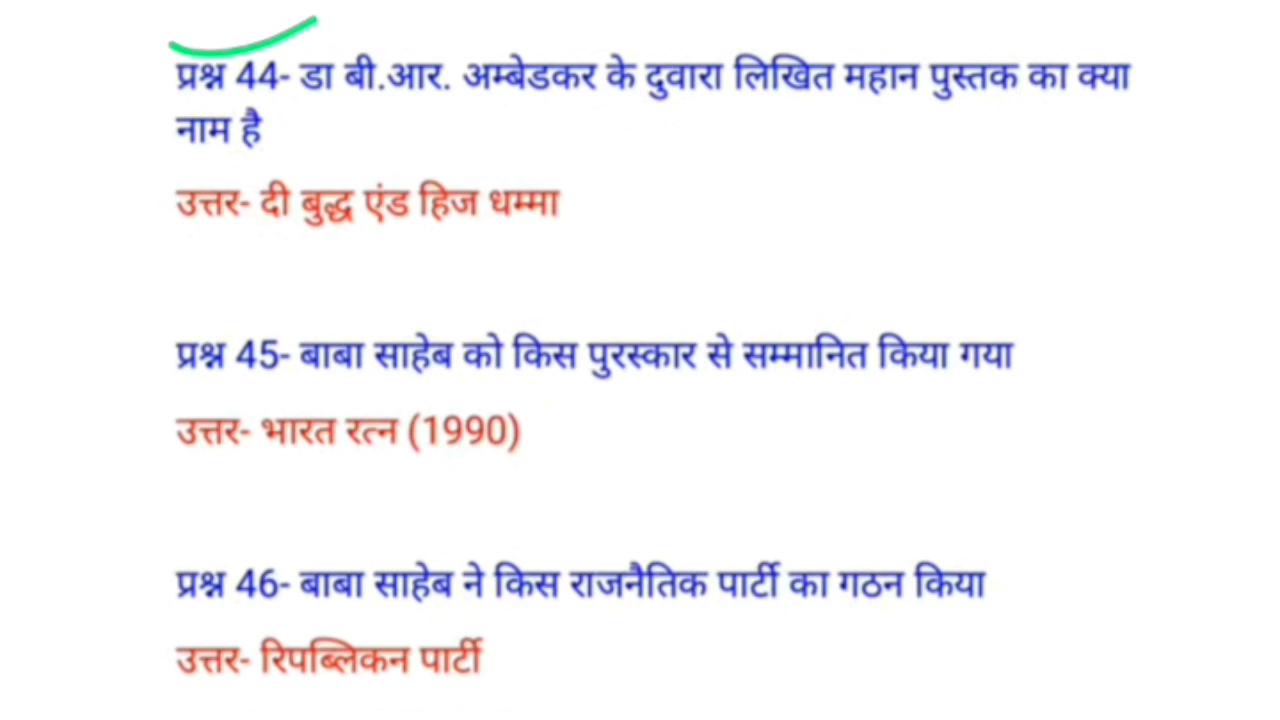 प्रश्न 44- डा बी.आर. अम्बेडकर के दुवारा लिखित महान पुस्तक का क्या
नाम है
उत्तर- दी बुद्ध एंड हिज धम्मा
प्रश्न 45- बाबा साहेब को किस पुरस्कार से सम्मानित किया गया
उत्तर- भारत रत्न (1990)
प्रश्न 46- बाबा साहेब ने किस राजनैतिक पार्टी का गठन किया
उत्तर- रिपब्लिकन पार्टी